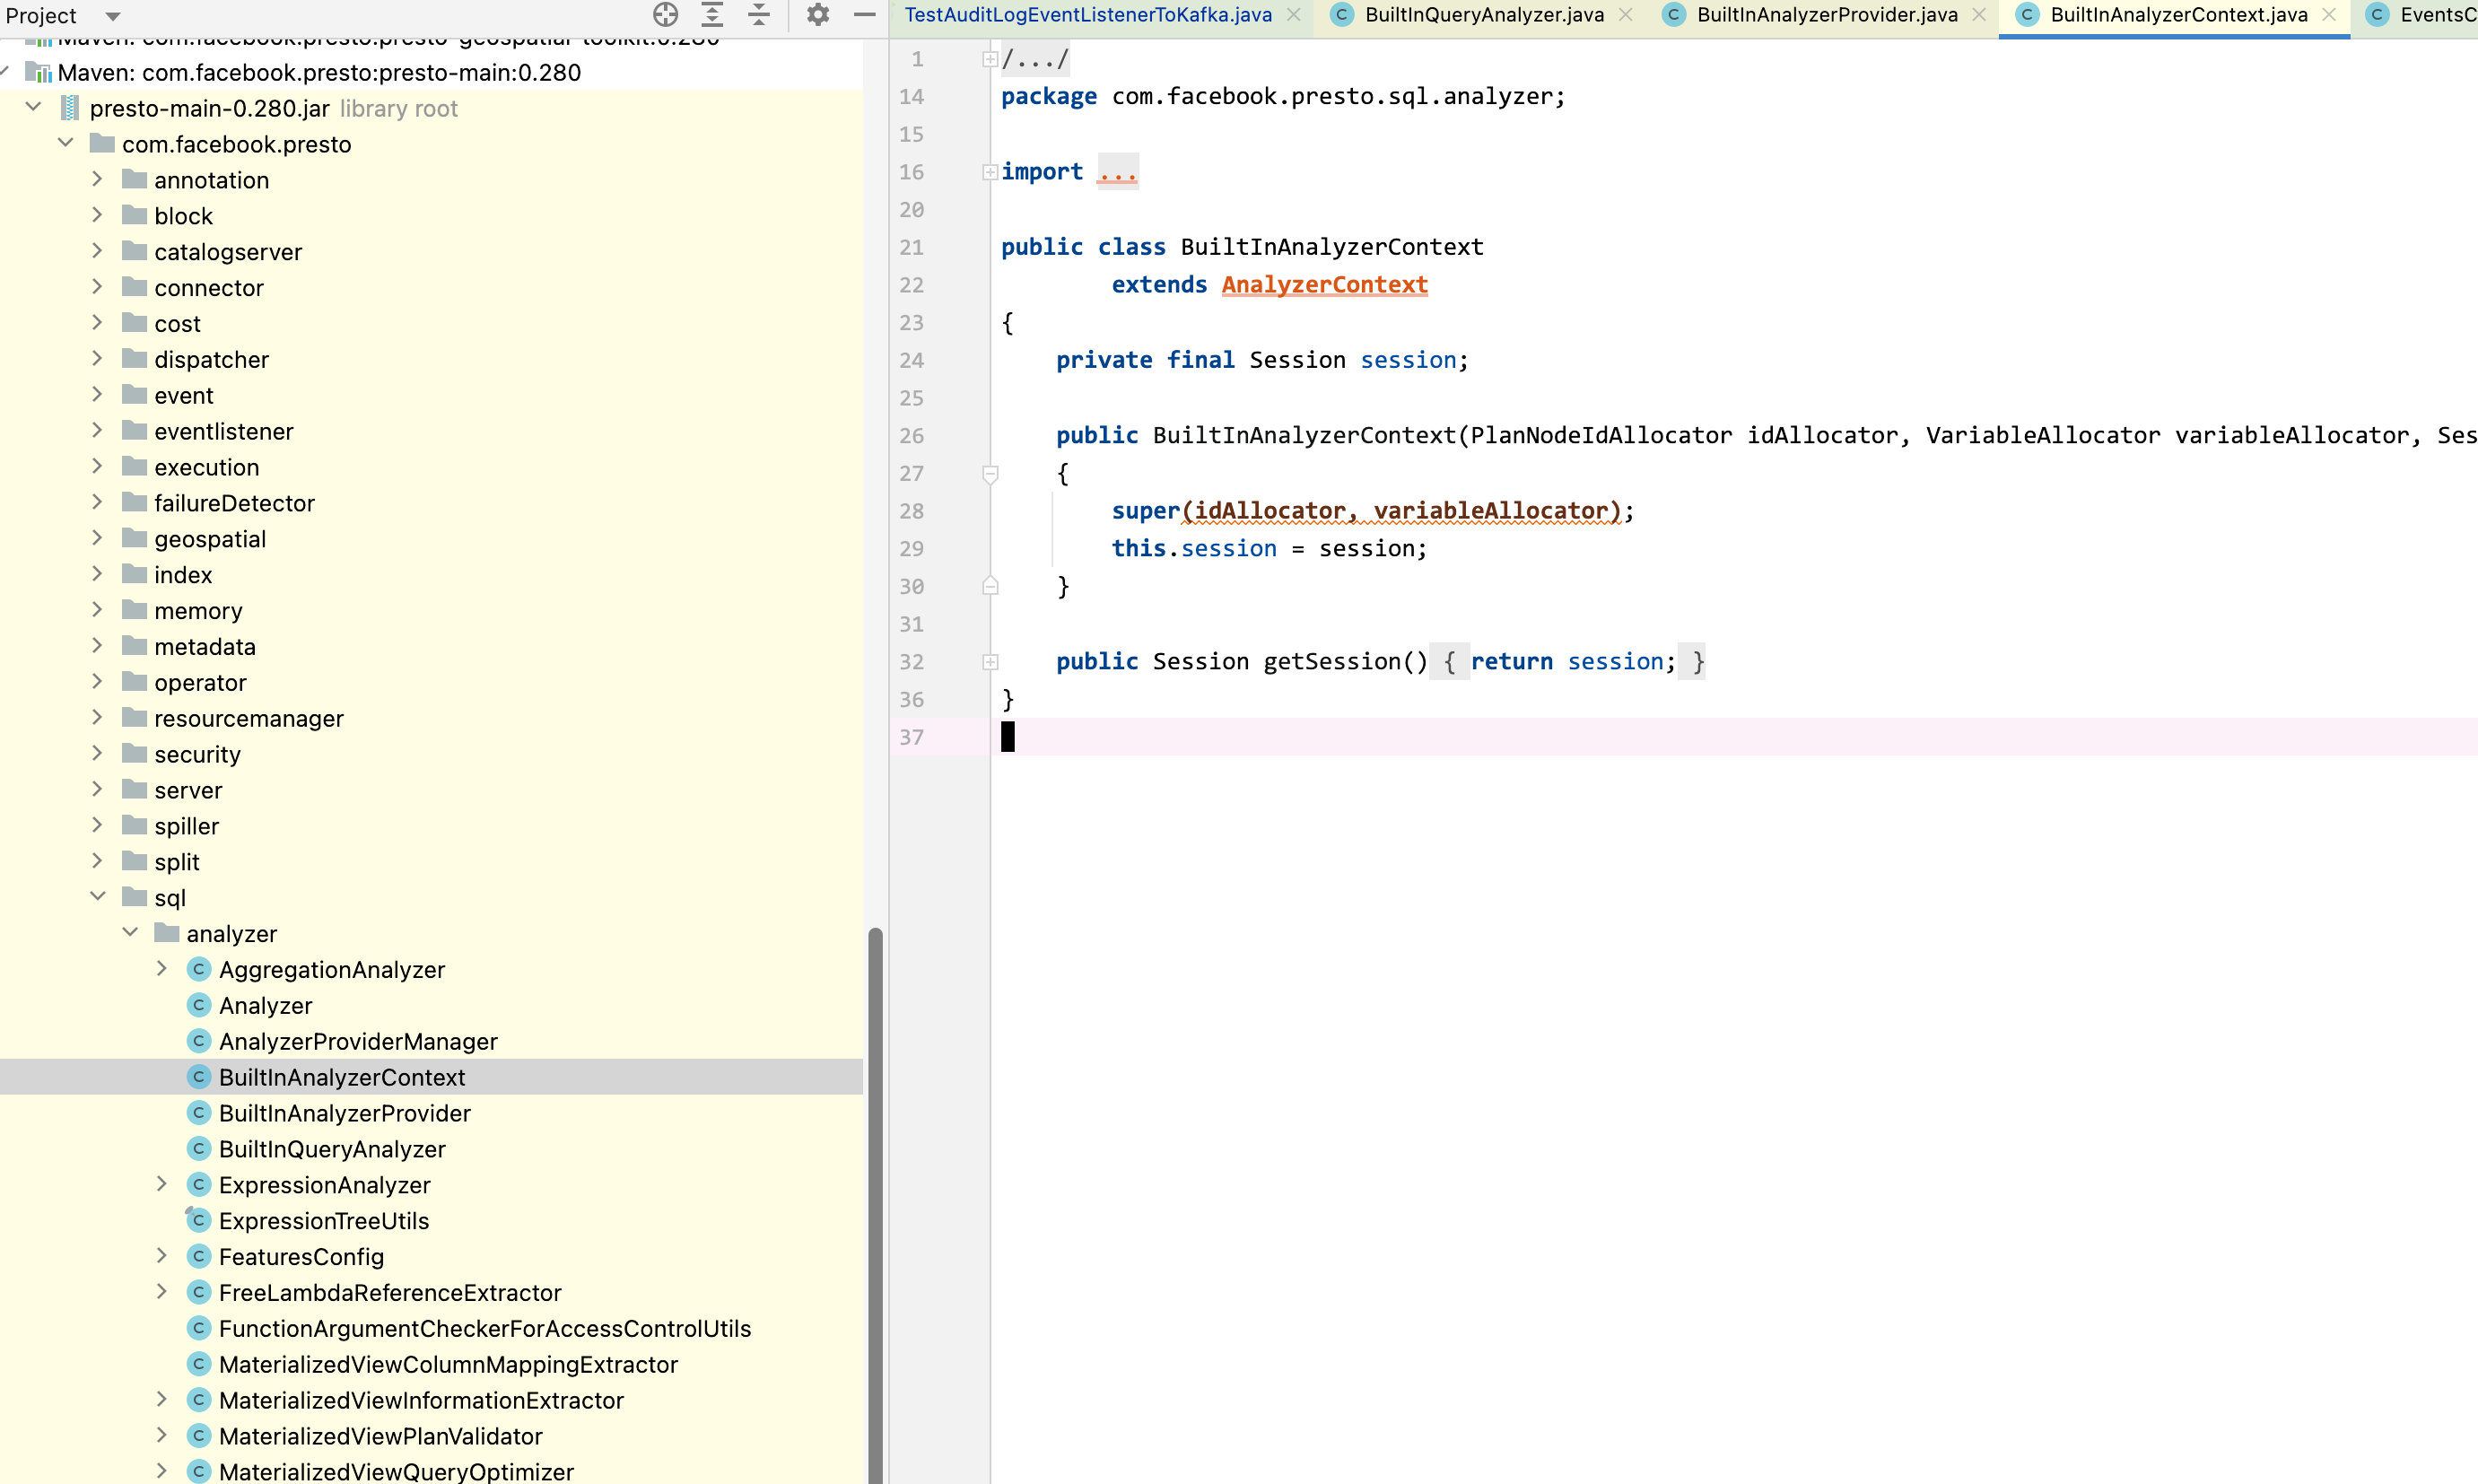 Project
Maven: com.facebook.presto:presto-geospatial-toolkit:0.280
Maven: com.facebook.presto:presto-main:0.280
presto-main-0.280.jar library root
com.facebook.presto
annotation
block
catalogserver
connector
cost
dispatcher
event
eventlistener
execution
failureDetector
geospatial
index
memory
metadata
operator
resourcemanager
security
server
spiller
split
sql
analyzer
AggregationAnalyzer
Analyzer
AnalyzerProviderManager
BuiltInAnalyzerContext
BuiltInAnalyzerProvider
BuiltInQueryAnalyzer
ExpressionAnalyzer
ExpressionTreeUtils
FeaturesConfig
FreeLambdaReferenceExtractor
FunctionArgumentCheckerForAccessControlUtils
MaterializedViewColumnMappingExtractor
MaterializedViewInformationExtractor
MaterializedViewPlanValidator
MaterializedViewQueryOptimizer
TestAuditLogEventListenerToKafka.java BuiltInQueryAnalyzer.java BuiltInAnalyzerProvider.java BuiltInAnalyzerContext.java EventsC
1 /.../
14 package com.facebook.presto.sql.analyzer;
15
16 import ...
20
21 public class BuiltInAnalyzerContext
22 extends AnalyzerContext
23 {
24 private final Session session;
25
26 public BuiltInAnalyzerContext(PlanNodeIdAllocator idAllocator, VariableAllocator variableAllocator, Ses
27 {
28 super(idAllocator, variableAllocator);
29 this.session = session;
30 }
31
32 public Session getSession() { return session; }
36 }
37